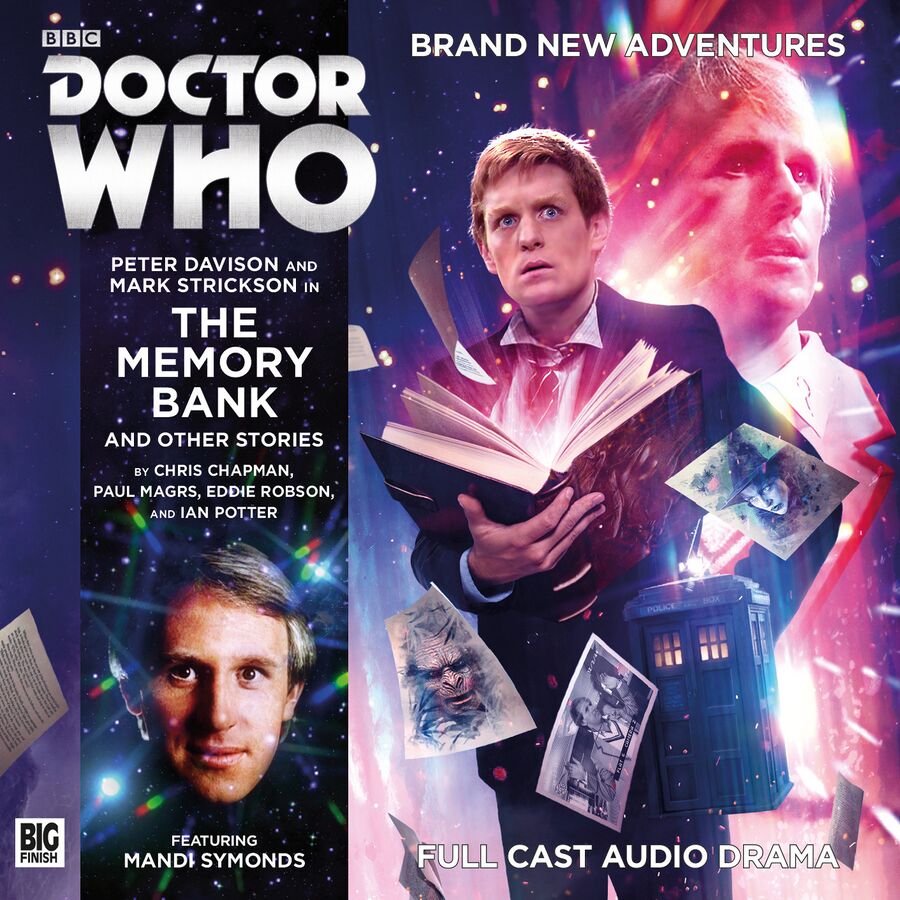 BBC
DOCTOR
WHO
BRAND NEW ADVENTURES
PETER DAVISON AND
MARK STRICKSON IN
THE
MEMORY
BANK
AND OTHER STORIES
BY CHRIS CHAPMAN,
PAUL MAGRS, EDDIE ROBSON,
AND IAN POTTER
POLICE BOX
BIG
FINISH
FEATURING
MANDI SYMONDS
FULL CAST AUDIO DRAMA